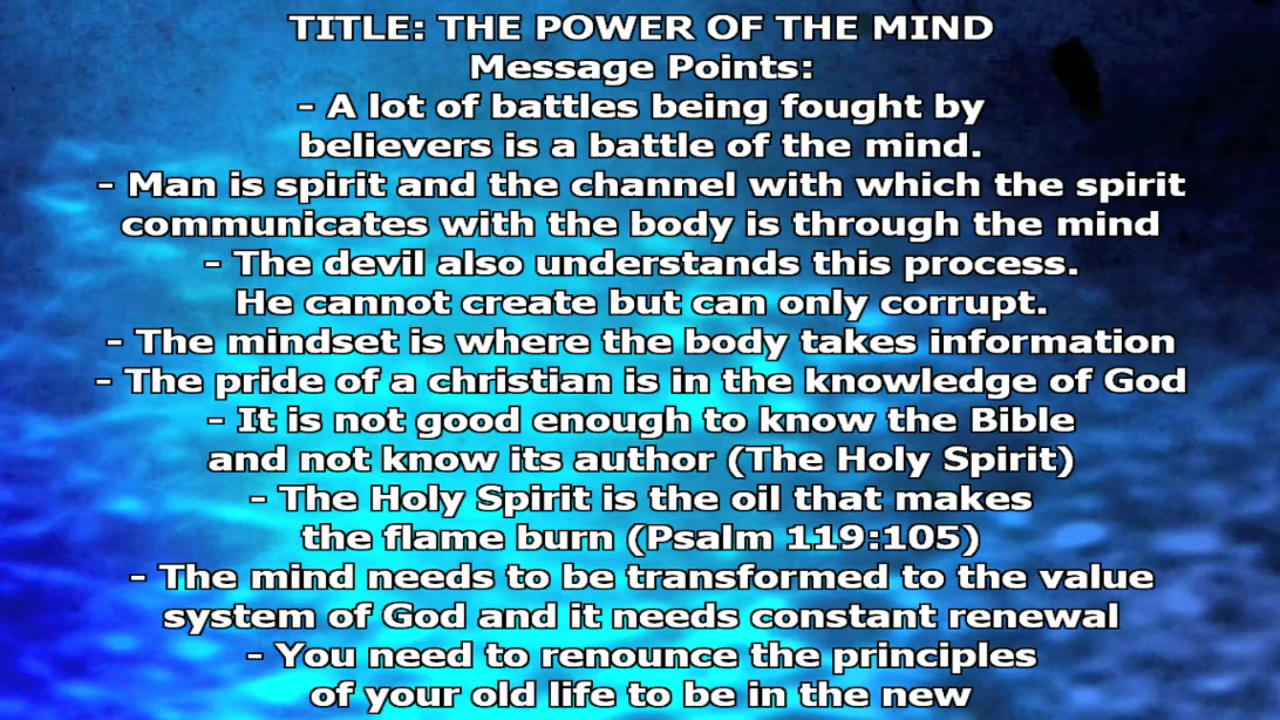 TITLE: THE POWER OF THE MIND
Message Points:
- A lot of battles being fought by
believers is a battle of the mind.
- Man is spirit and the channel with which the spirit
communicates with the body is through the mind
- The devil also understands this process.
He cannot create but can only corrupt.
- The mindset is where the body takes information
- The pride of a christian is in the knowledge of God
- It is not good enough to know the Bible
and not know its author (The Holy Spirit)
- The Holy Spirit is the oil that makes
the flame burn (Psalm 119:105)
- The mind needs to be transformed to the value
system of God and it needs constant renewal
- You need to renounce the principles
of your old life to be in the new